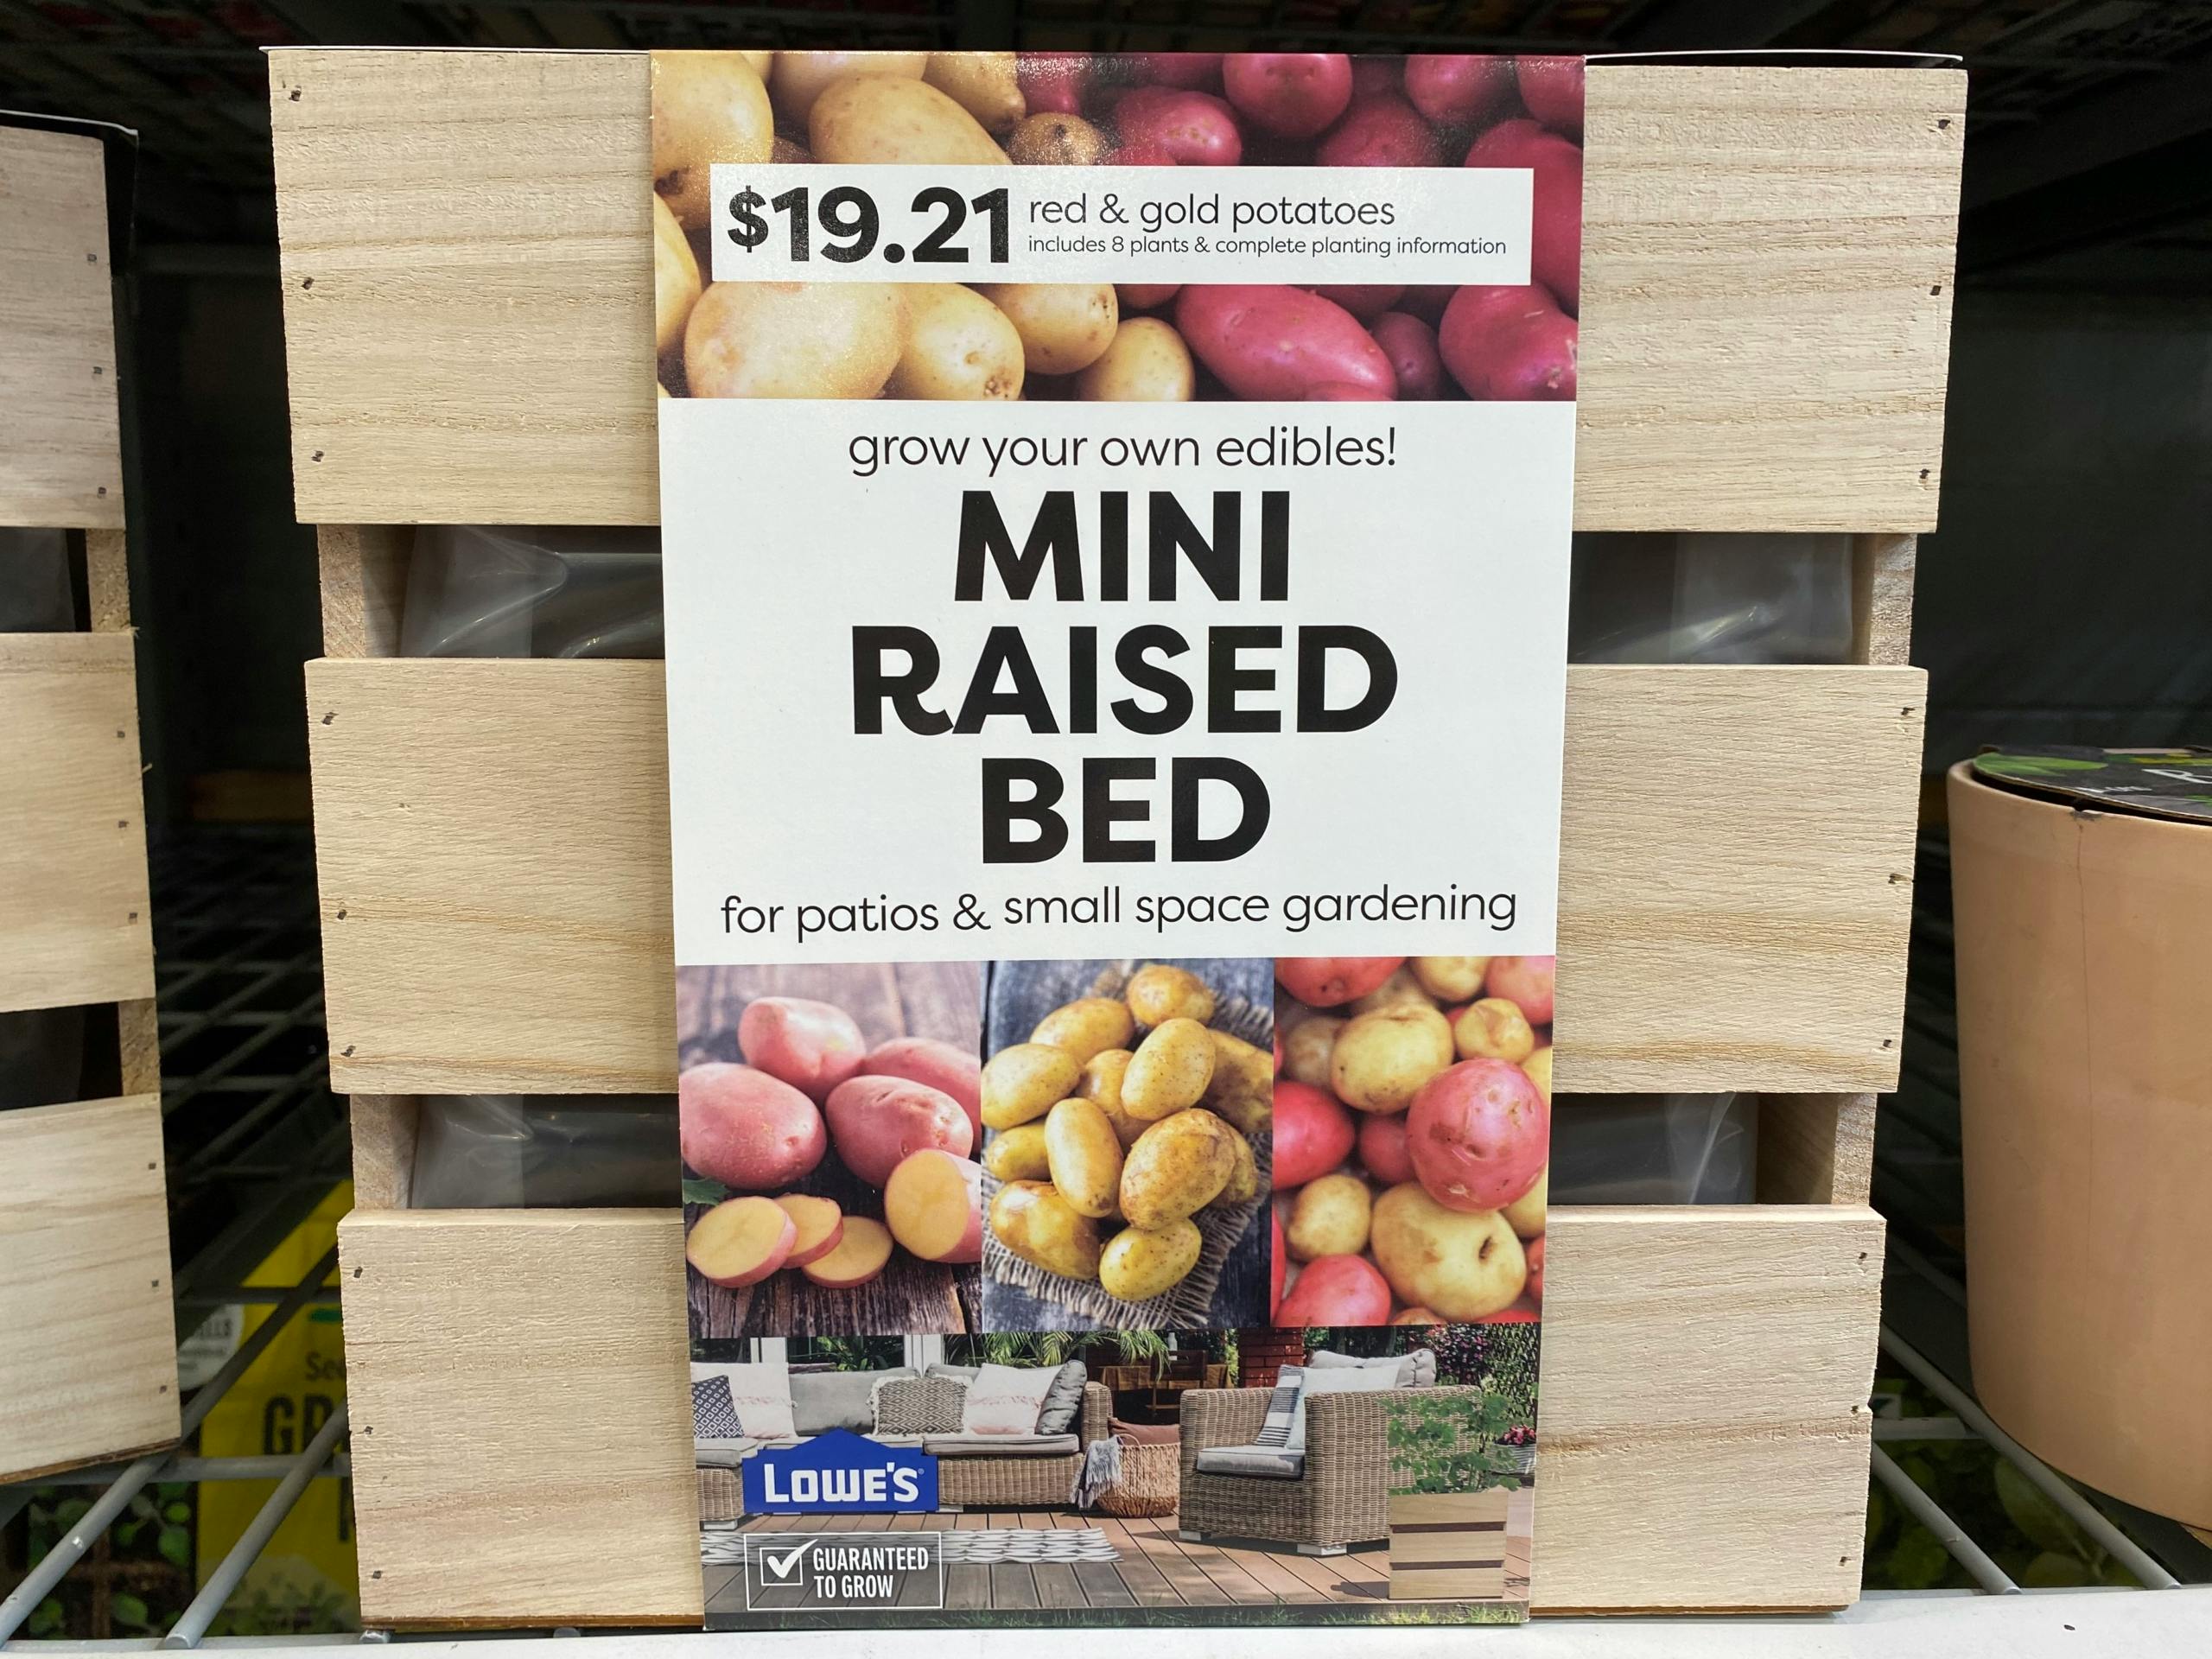 $19.21 red & gold potatoes
includes 8 plants & complete planting information
grow your own edibles!
MINI
RAISED
BED
for patios & small space gardening
LOWE'S
GUARANTEED
TO GROW
See